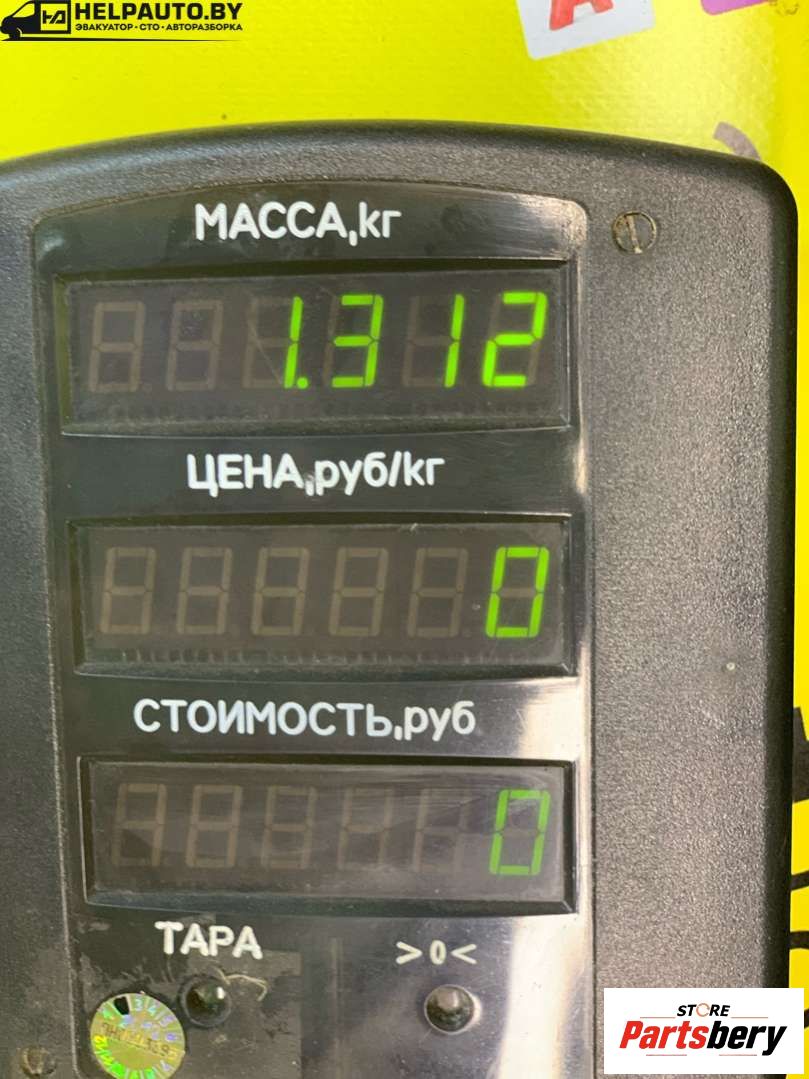 HELPAUTO.BY
ЭВАКУАТОР • СТО • АВТОРАЗБОРКА
МАССА,кг
1.312
ЦЕНА,руб/кг
0
СТОИМОСТЬ,руб
0
ТАРА
>0<
STORE
Partsbery